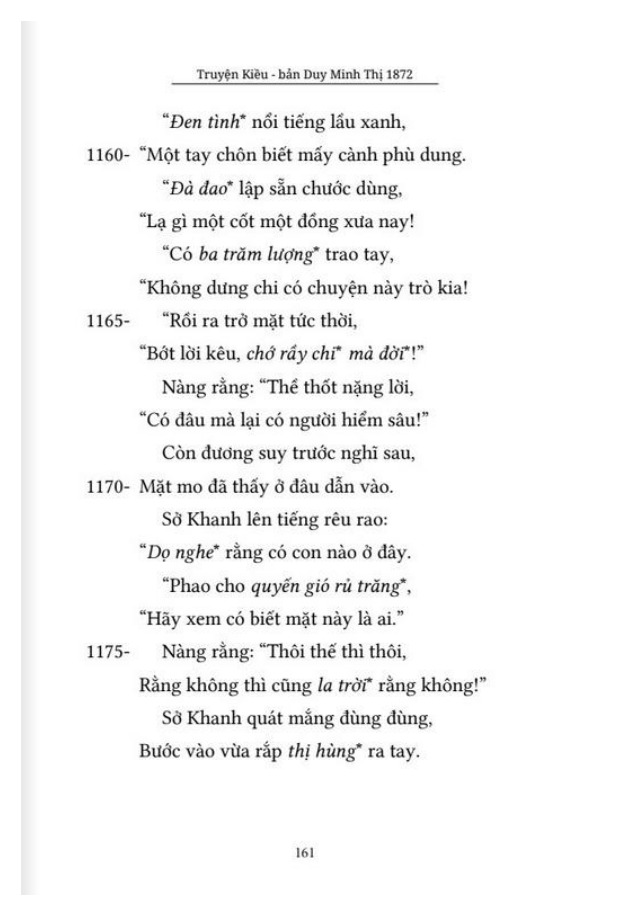 Truyện Kiều - bản Duy Minh Thị 1872
“Đen tình* nổi tiếng lầu xanh,
1160- “Một tay chôn biết mấy cành phù dung.
“Đà đao* lập sẵn chước dùng,
“Lạ gì một cốt một đồng xưa nay!
“Có ba trăm lượng* trao tay,
“Không dưng chi có chuyện này trò kia!
1165- “Rồi ra trở mặt tức thời,
“Bớt lời kêu, chớ rầy chi* mà đời*!”
Nàng rằng: “Thề thốt nặng lời,
“Có đâu mà lại có người hiểm sâu!”
Còn đương suy trước nghĩ sau,
1170- Mặt mo đã thấy ở đâu dẫn vào.
Sở Khanh lên tiếng rêu rao:
“Dọ nghe* rằng có con nào ở đây.
“Phao cho quyến gió rủ trăng*,
“Hãy xem có biết mặt này là ai.”
1175- Nàng rằng: “Thôi thế thì thôi,
Rằng không thì cũng la trời* rằng không!”
Sở Khanh quát mắng đùng đùng,
Bước vào vừa rắp thị hùng* ra tay.
161